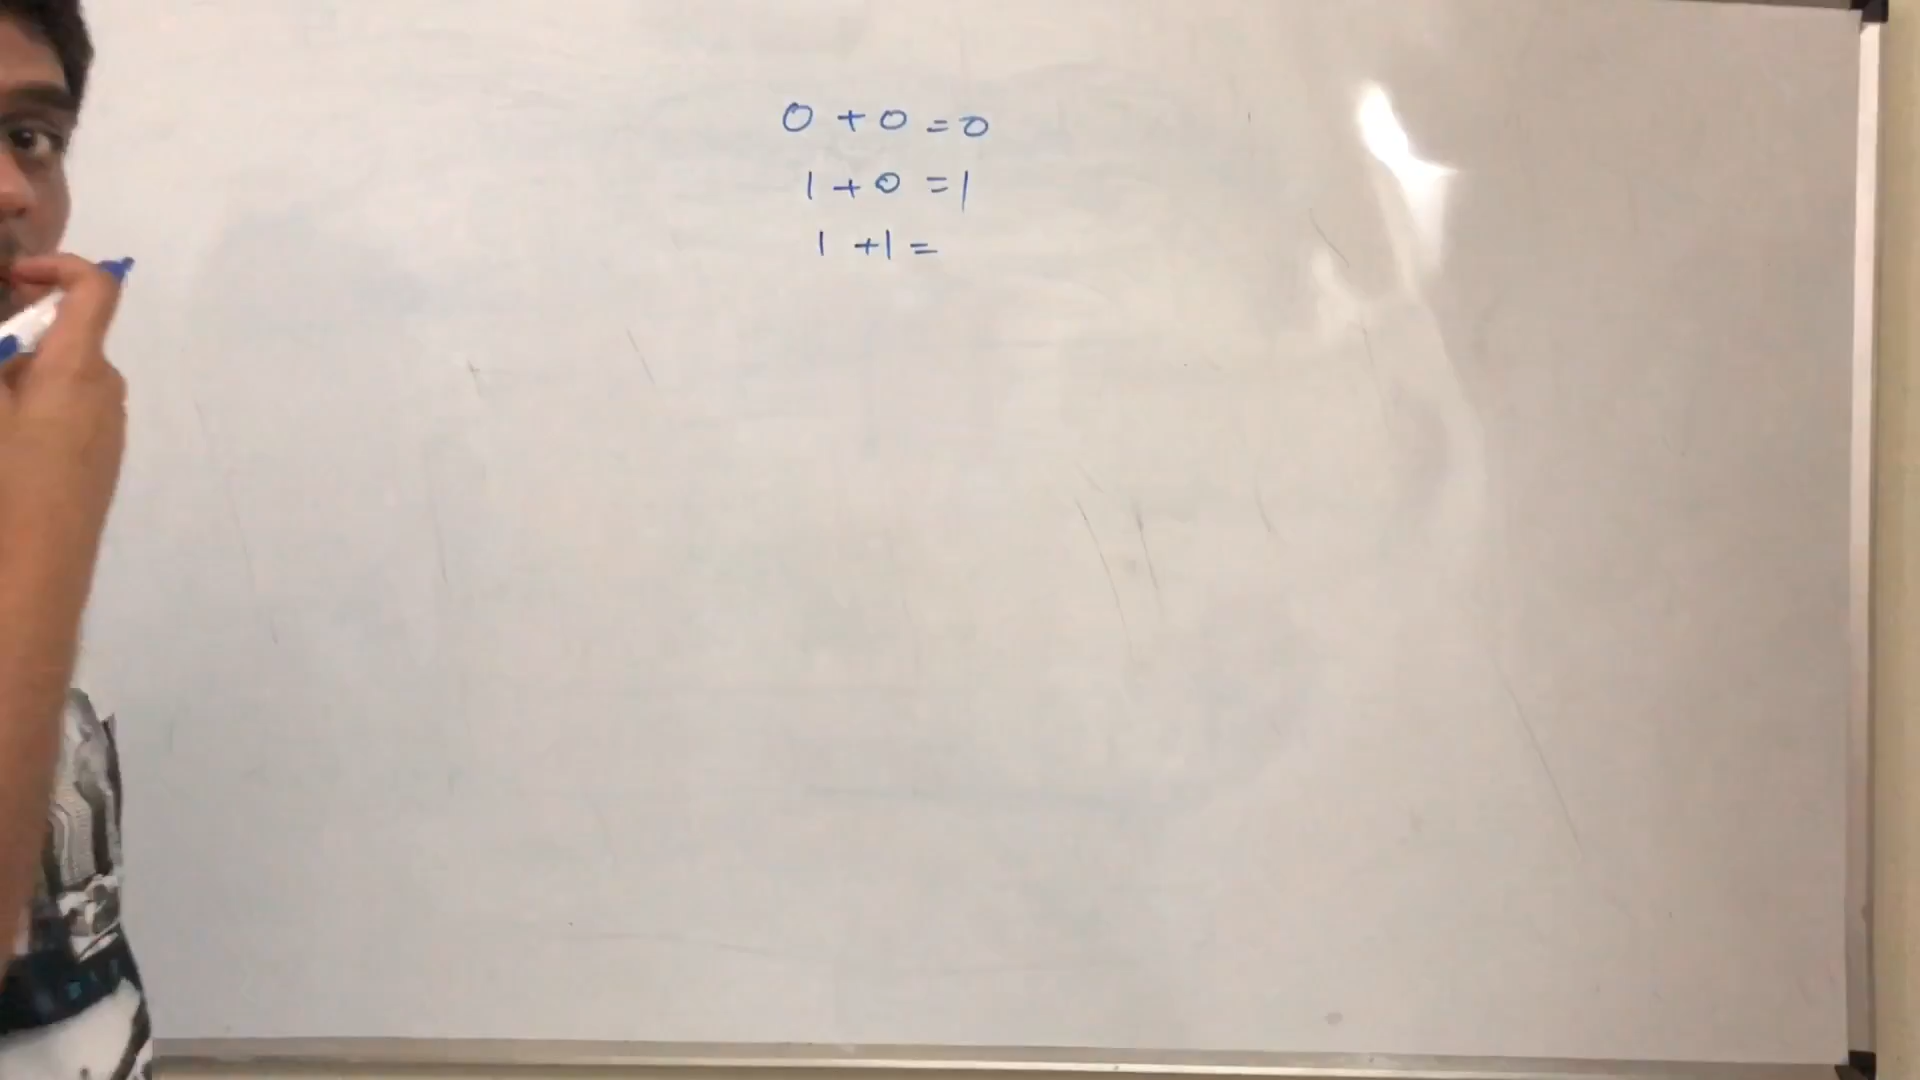 0 + 0 = 0
1 + 0 = 1
1 + 1 =